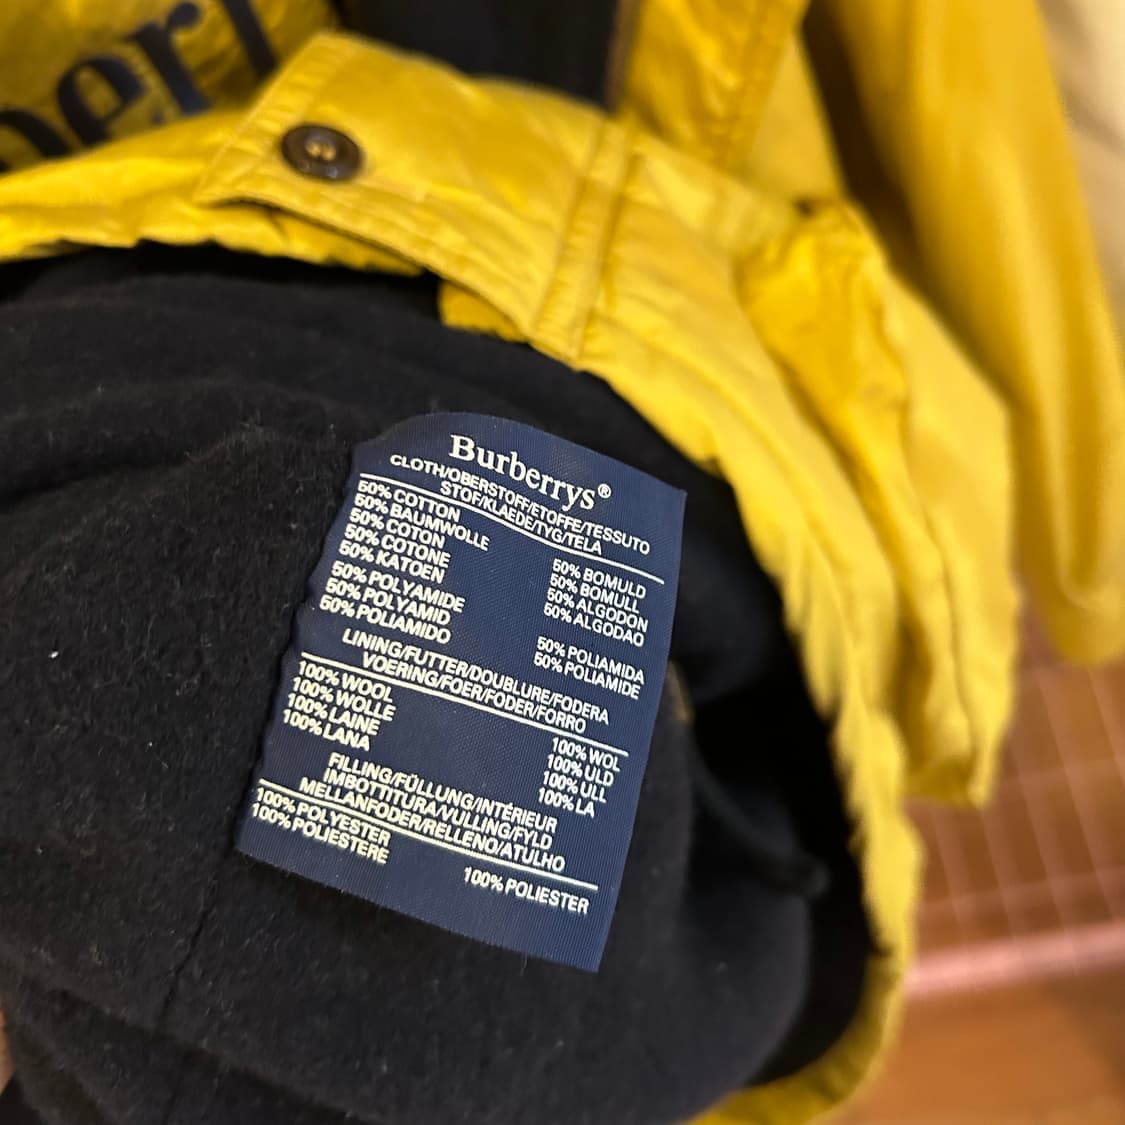 Burberrys®
CLOTH/OBERSTOFF/ETOFFE/TESSUTO
STOF/KLAEDE/TYG/TELA
50% COTTON
50% BAUMWOLLE
50% COTON
50% COTONE
50% KATOEN
50% BOMULD
50% BOMULL
50% ALGODON
50% ALGODAO
50% POLYAMIDE
50% POLYAMID
50% POLIAMIDO
50% POLIAMIDA
50% POLIAMIDE
LINING/FUTTER/DOUBLURE/FODERA
VOERING/FOER/FODER/FORRO
100% WOOL
100% WOLLE
100% LAINE
100% LANA
100% WOL
100% ULD
100% ULL
100% LA
FILLING/FÜLLUNG/INTÉRIEUR
IMBOTTITURA/VULLING/FYLD
MELLANFODER/RELLENO/ATULHO
100% POLYESTER
100% POLIESTERE
100% POLIESTER